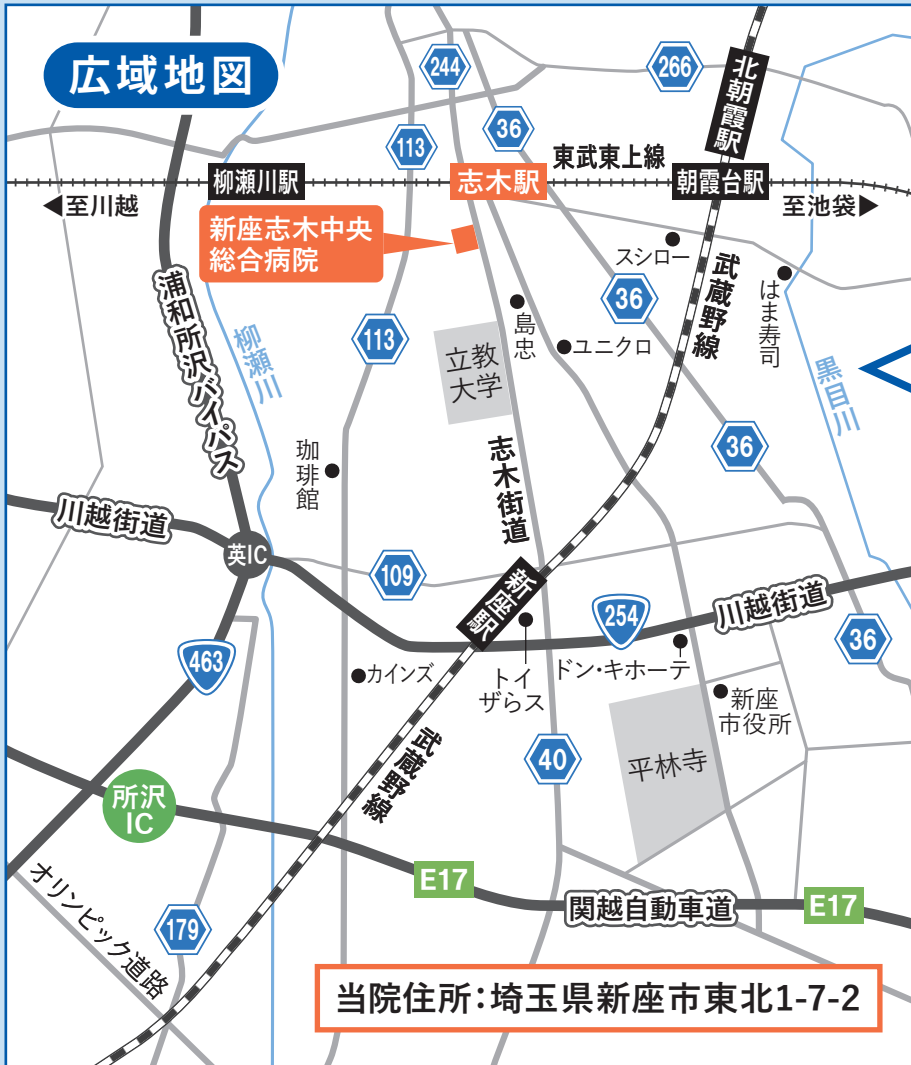 広域地図
244
266
北朝霞駅
36
113
東武東上線
柳瀬川駅
志木駅
朝霞台駅
◀至川越
至池袋▶
新座志木中央
総合病院
スシロー
武蔵野線
はま寿司
浦和所沢バイパス
36
島忠
柳瀬川
113
ユニクロ
立教
大学
黒目川
36
志木街道
珈琲館
川越街道
英IC
109
新座駅
254
川越街道
36
463
カインズ
トイ
ザらス
ドン・キホーテ
新座
市役所
武蔵野線
40
平林寺
所沢
IC
E17
オリンピック道路
関越自動車道
E17
179
当院住所：埼玉県新座市東北1-7-2